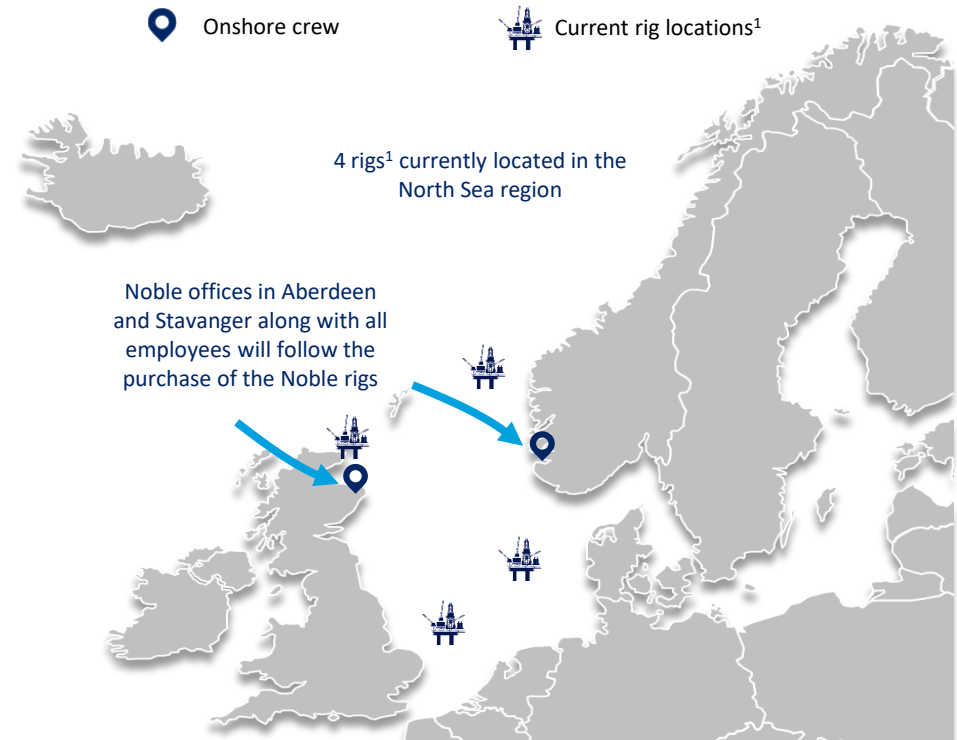 Onshore crew
Current rig locations¹
4 rigs¹ currently located in the
North Sea region
Noble offices in Aberdeen
and Stavanger along with all
employees will follow the
purchase of the Noble rigs